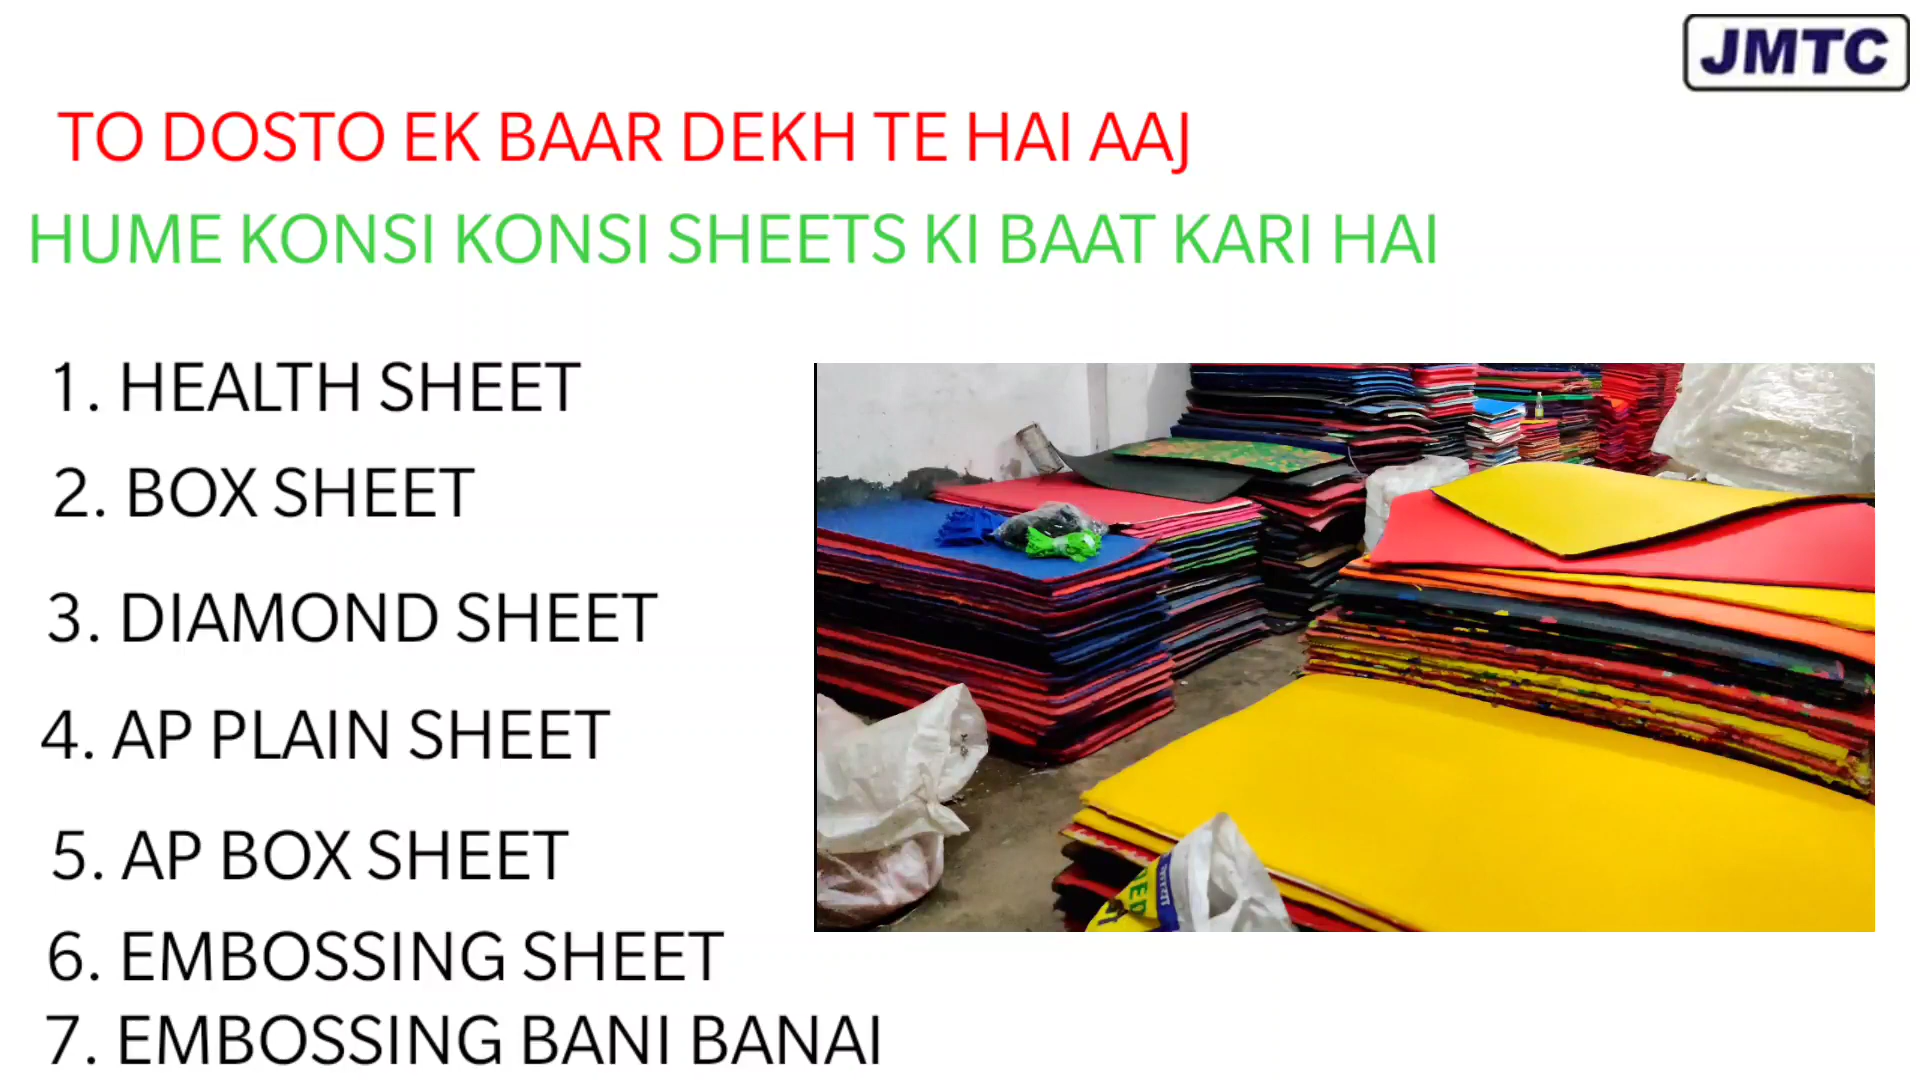 JMTC
TO DOSTO EK BAAR DEKH TE HAI AAJ
HUME KONSI KONSI SHEETS KI BAAT KARI HAI
1. HEALTH SHEET
2. BOX SHEET
3. DIAMOND SHEET
4. AP PLAIN SHEET
5. AP BOX SHEET
6. EMBOSSING SHEET
7. EMBOSSING BANI BANAI